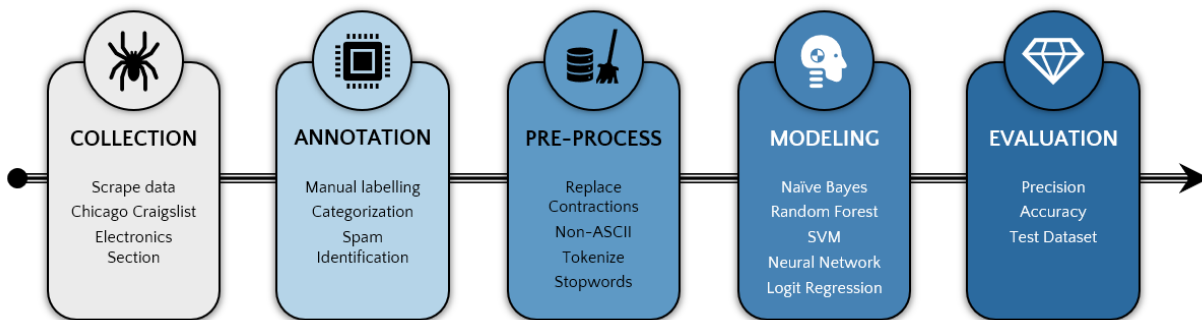 COLLECTION
Scrape data
Chicago Craigslist
Electronics
Section
ANNOTATION
Manual labelling
Categorization
Spam
Identification
PRE-PROCESS
Replace
Contractions
Non-ASCII
Tokenize
Stopwords
MODELING
Naïve Bayes
Random Forest
SVM
Neural Network
Logit Regression
EVALUATION
Precision
Accuracy
Test Dataset